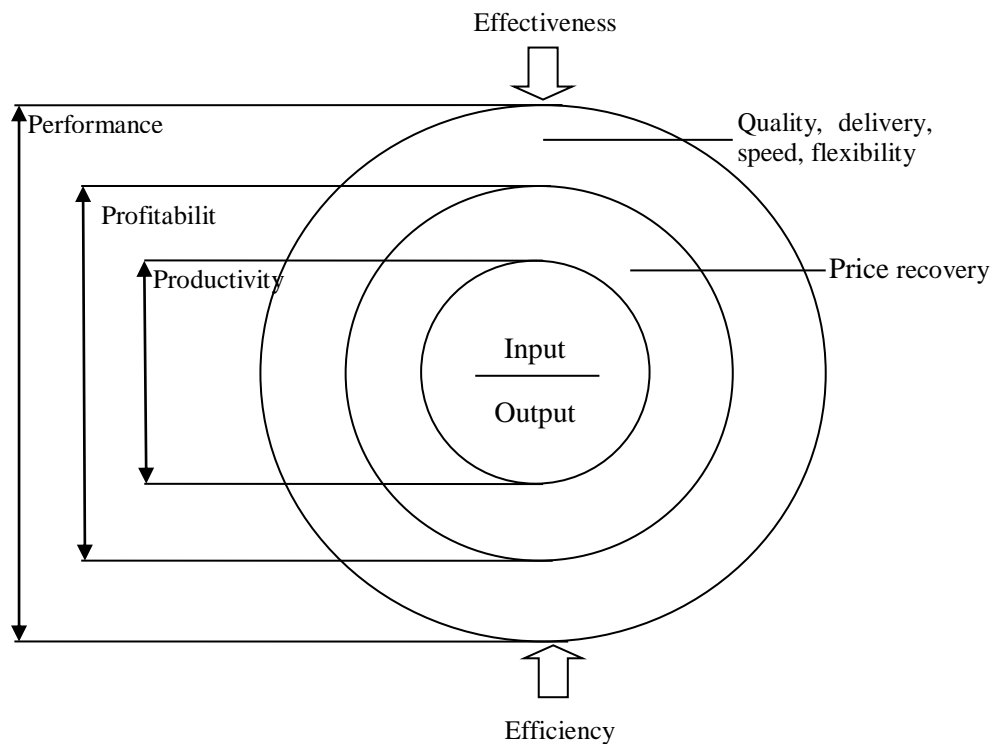 Effectiveness
Performance
Quality, delivery,
speed, flexibility
Profitabilit
Productivity
Price recovery
Input
Output
Efficiency